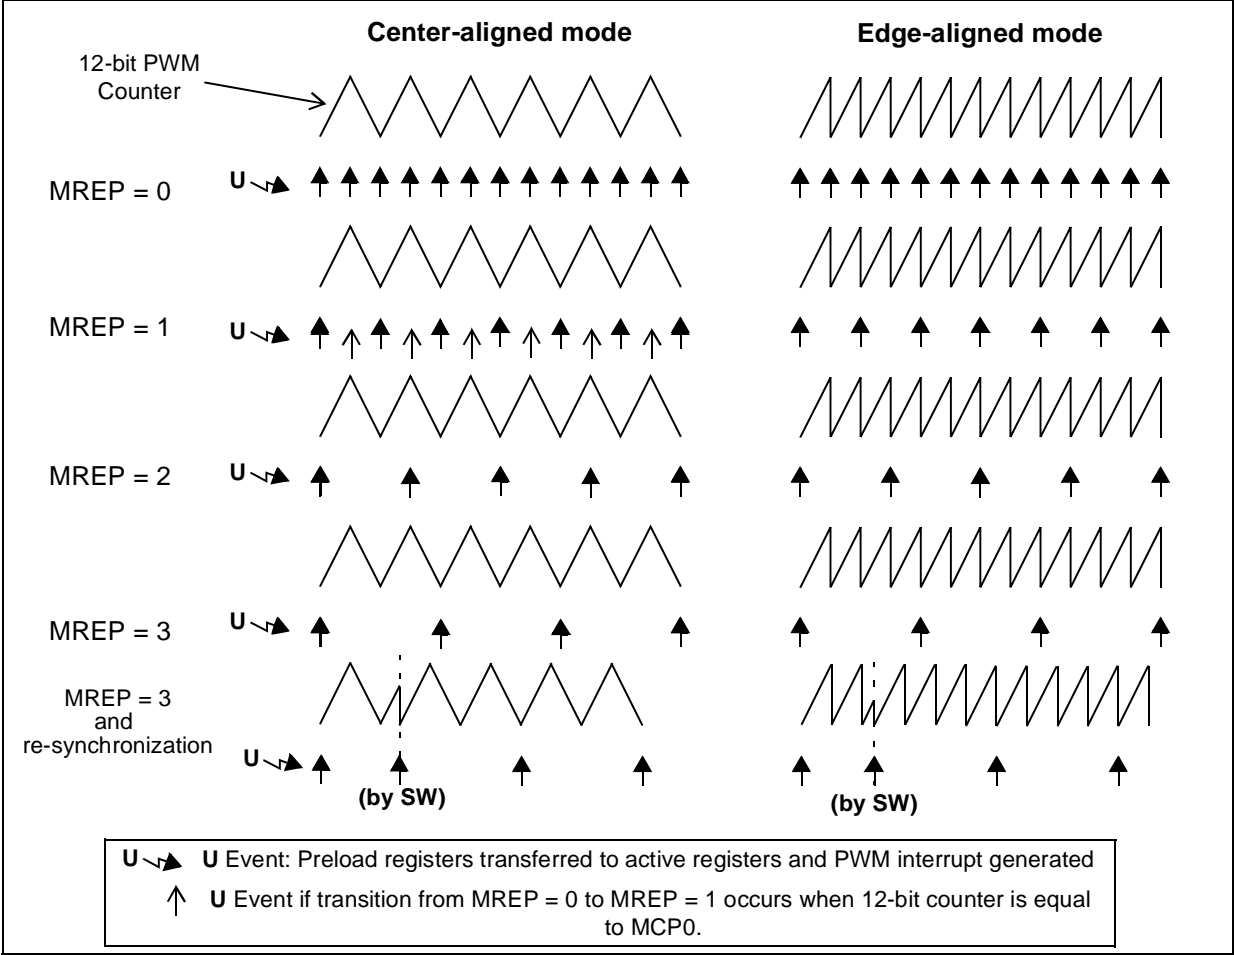 Center-aligned mode
Edge-aligned mode
12-bit PWM
Counter
MREP = 0
U
MREP = 1
U
MREP = 2
U
MREP = 3
U
MREP = 3
and
re-synchronization
U
(by SW)
(by SW)
U U Event: Preload registers transferred to active registers and PWM interrupt generated
U Event if transition from MREP = 0 to MREP = 1 occurs when 12-bit counter is equal
to MCP0.